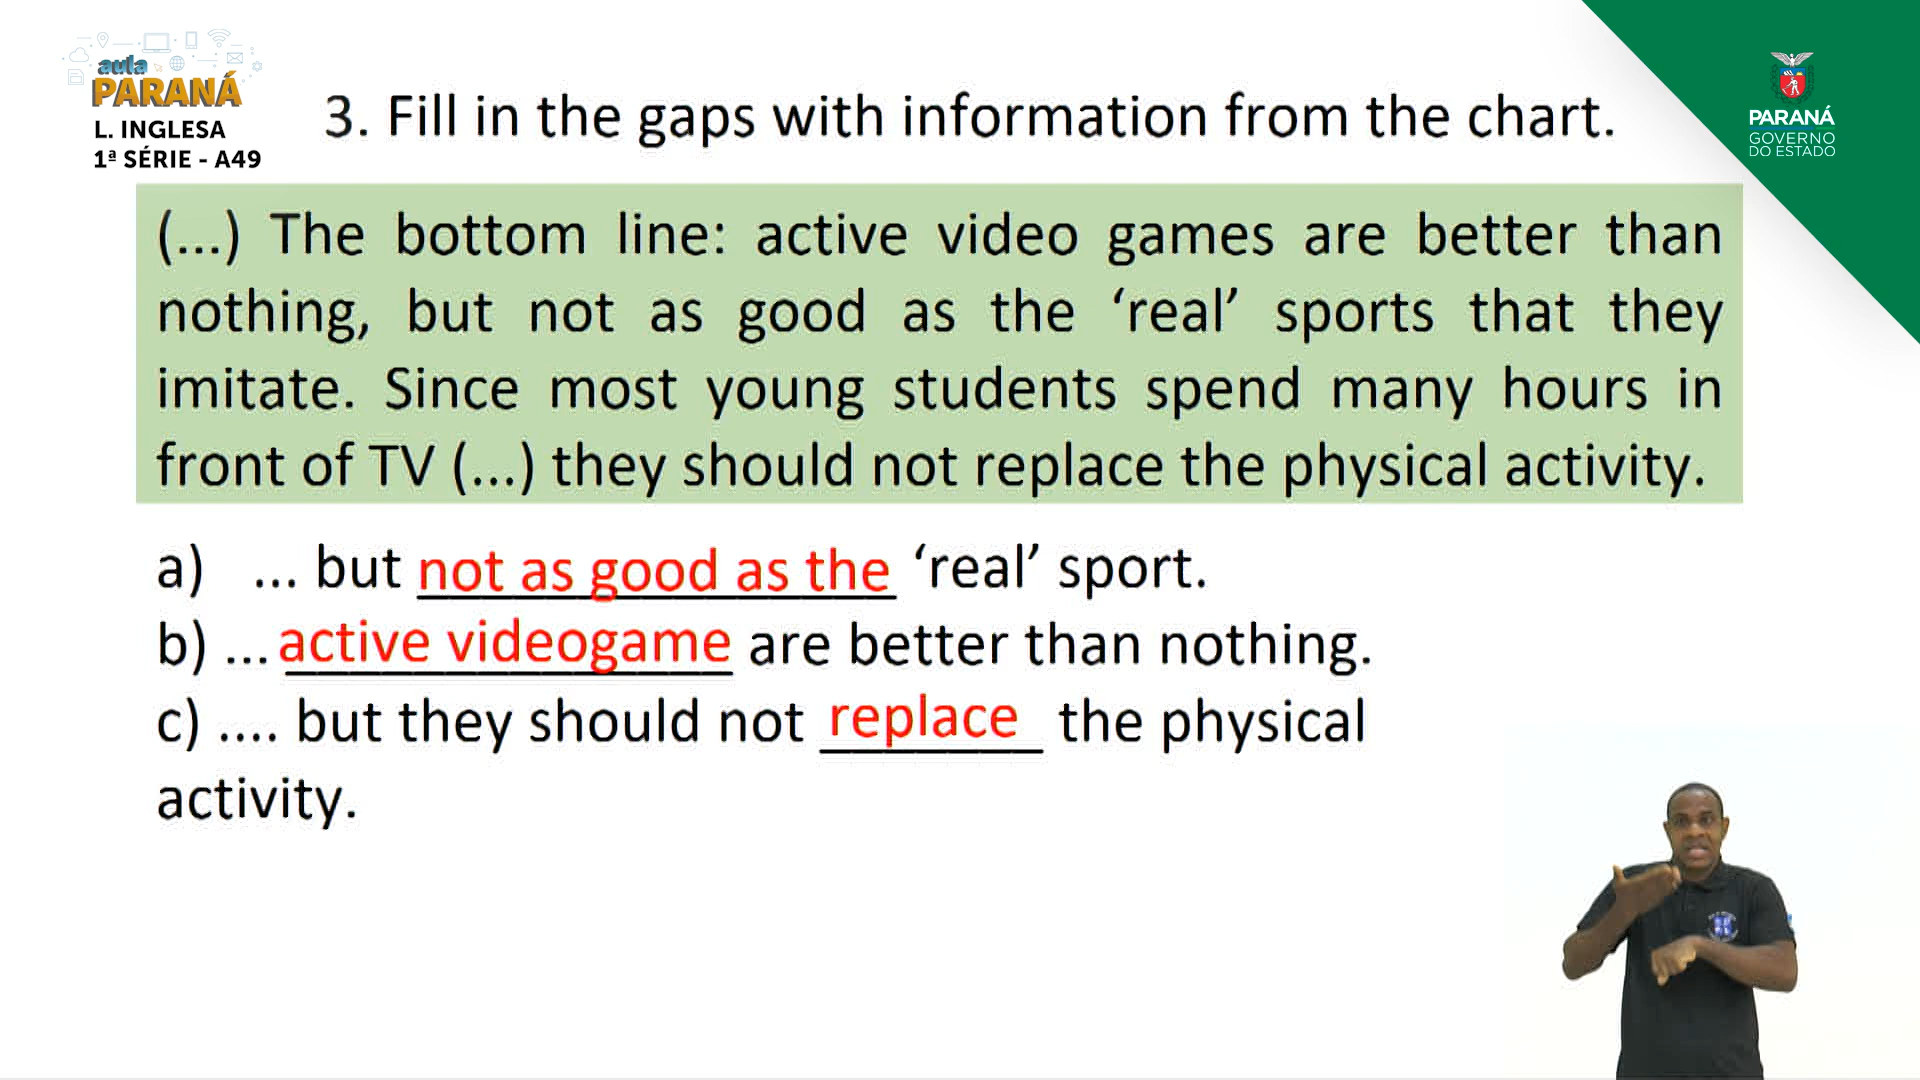 aula
PARANÁ
L. INGLESA
1ª SÉRIE - A49
3. Fill in the gaps with information from the chart.
PARANÁ
GOVERNO
DO ESTADO
(...) The bottom line: active video games are better than
nothing, but not as good as the ‘real’ sports that they
imitate. Since most young students spend many hours in
front of TV (...) they should not replace the physical activity.
a) ... but not as good as the ‘real’ sport.
b) ... active videogame are better than nothing.
c) .... but they should not replace the physical
activity.